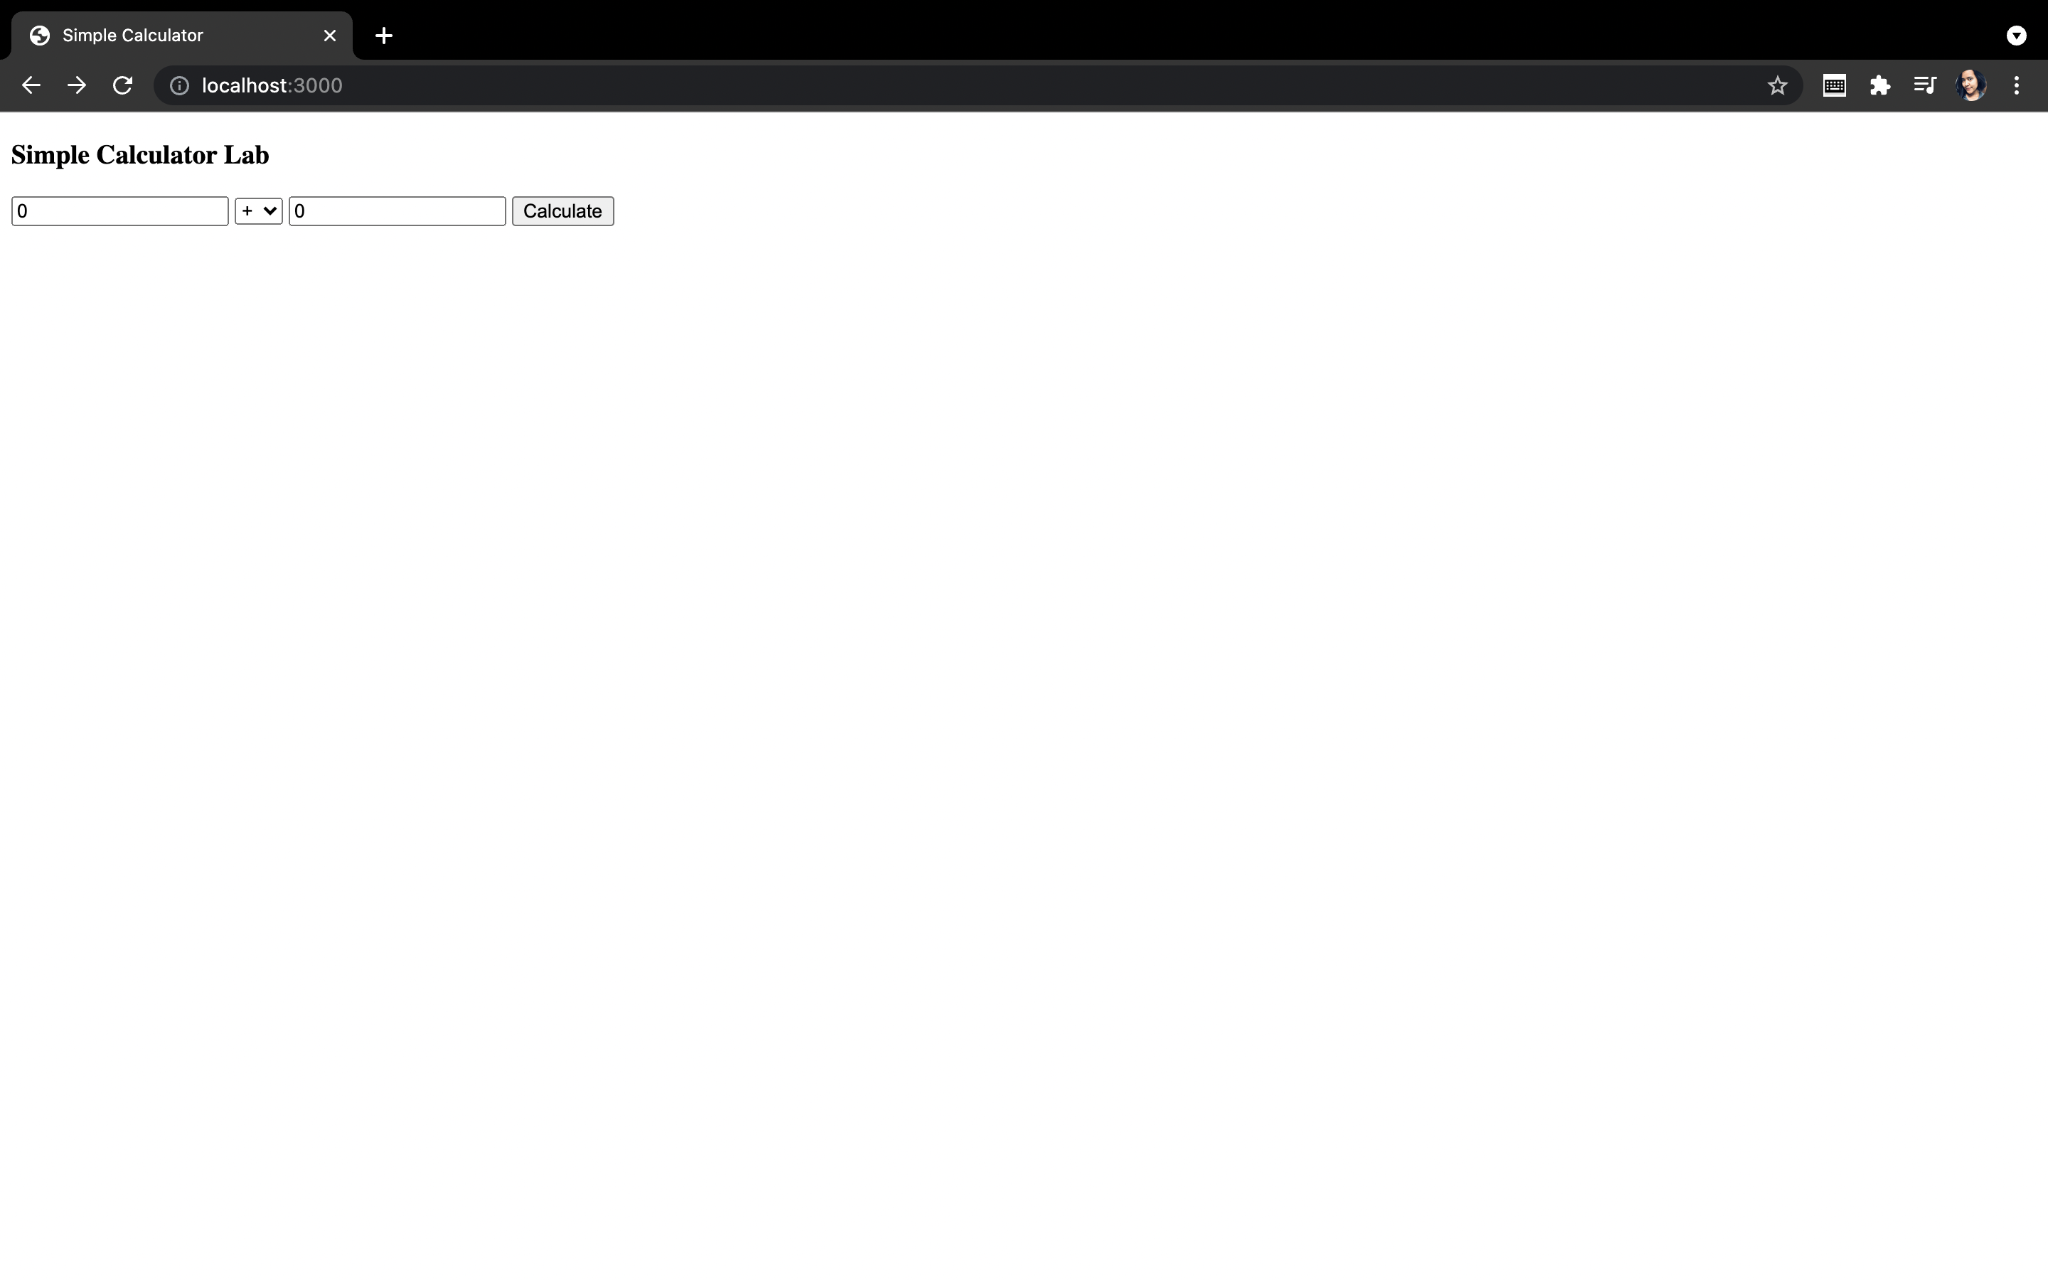 Simple Calculator
localhost:3000
Simple Calculator Lab
0 + 0 Calculate